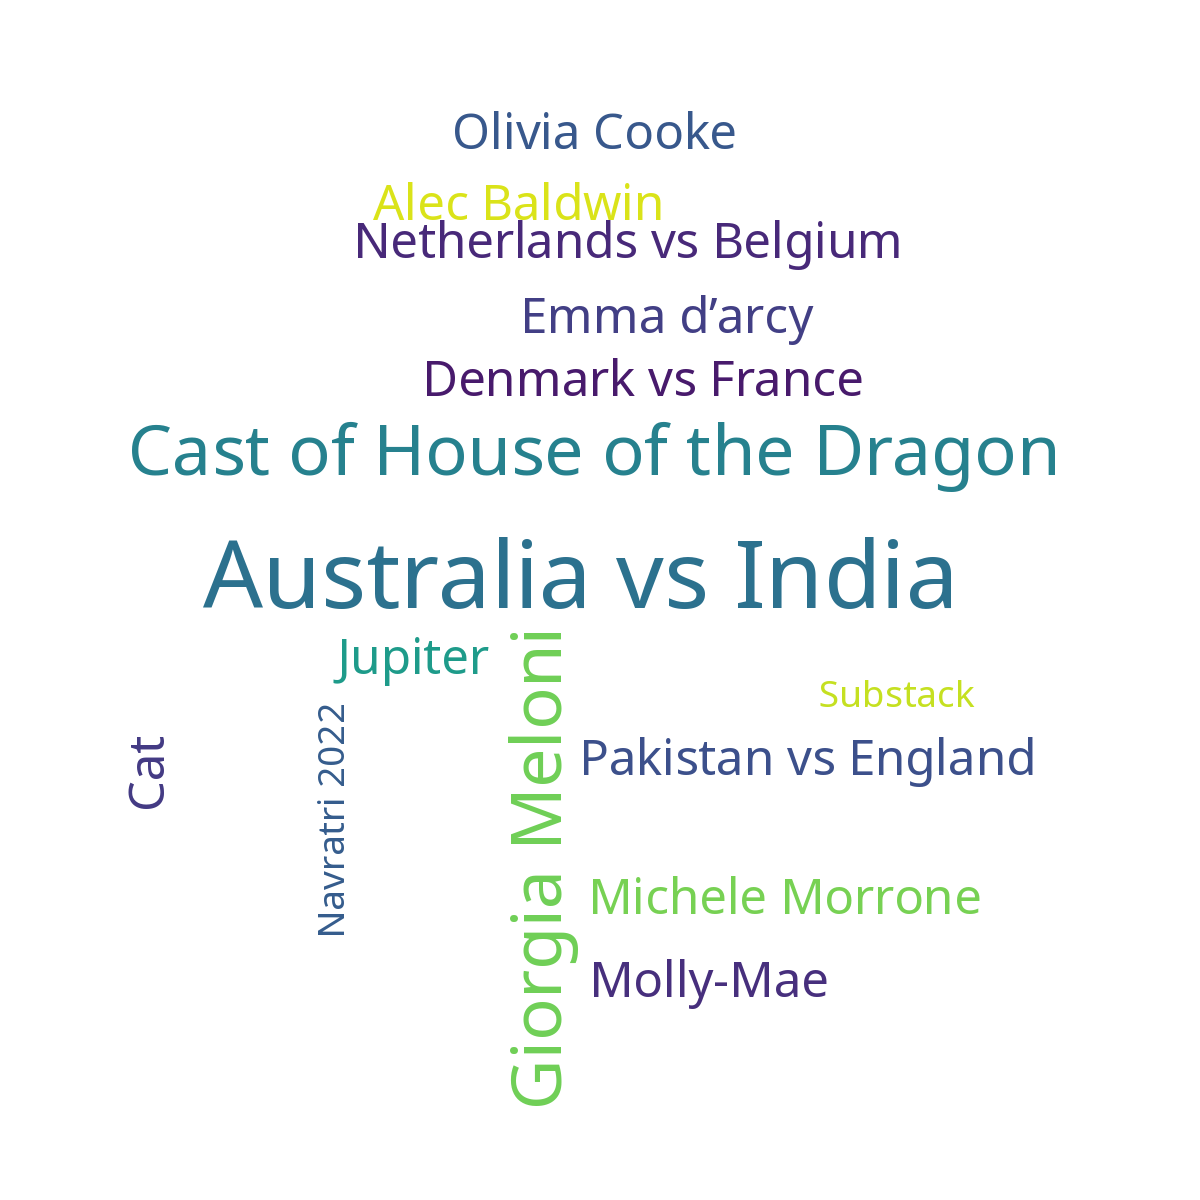 Olivia Cooke
Alec Baldwin
Netherlands vs Belgium
Emma d’arcy
Denmark vs France
Cast of House of the Dragon
Australia vs India
Jupiter
Giorgia Meloni
Substack
Cat
Navratri 2022
Pakistan vs England
Michele Morrone
Molly-Mae